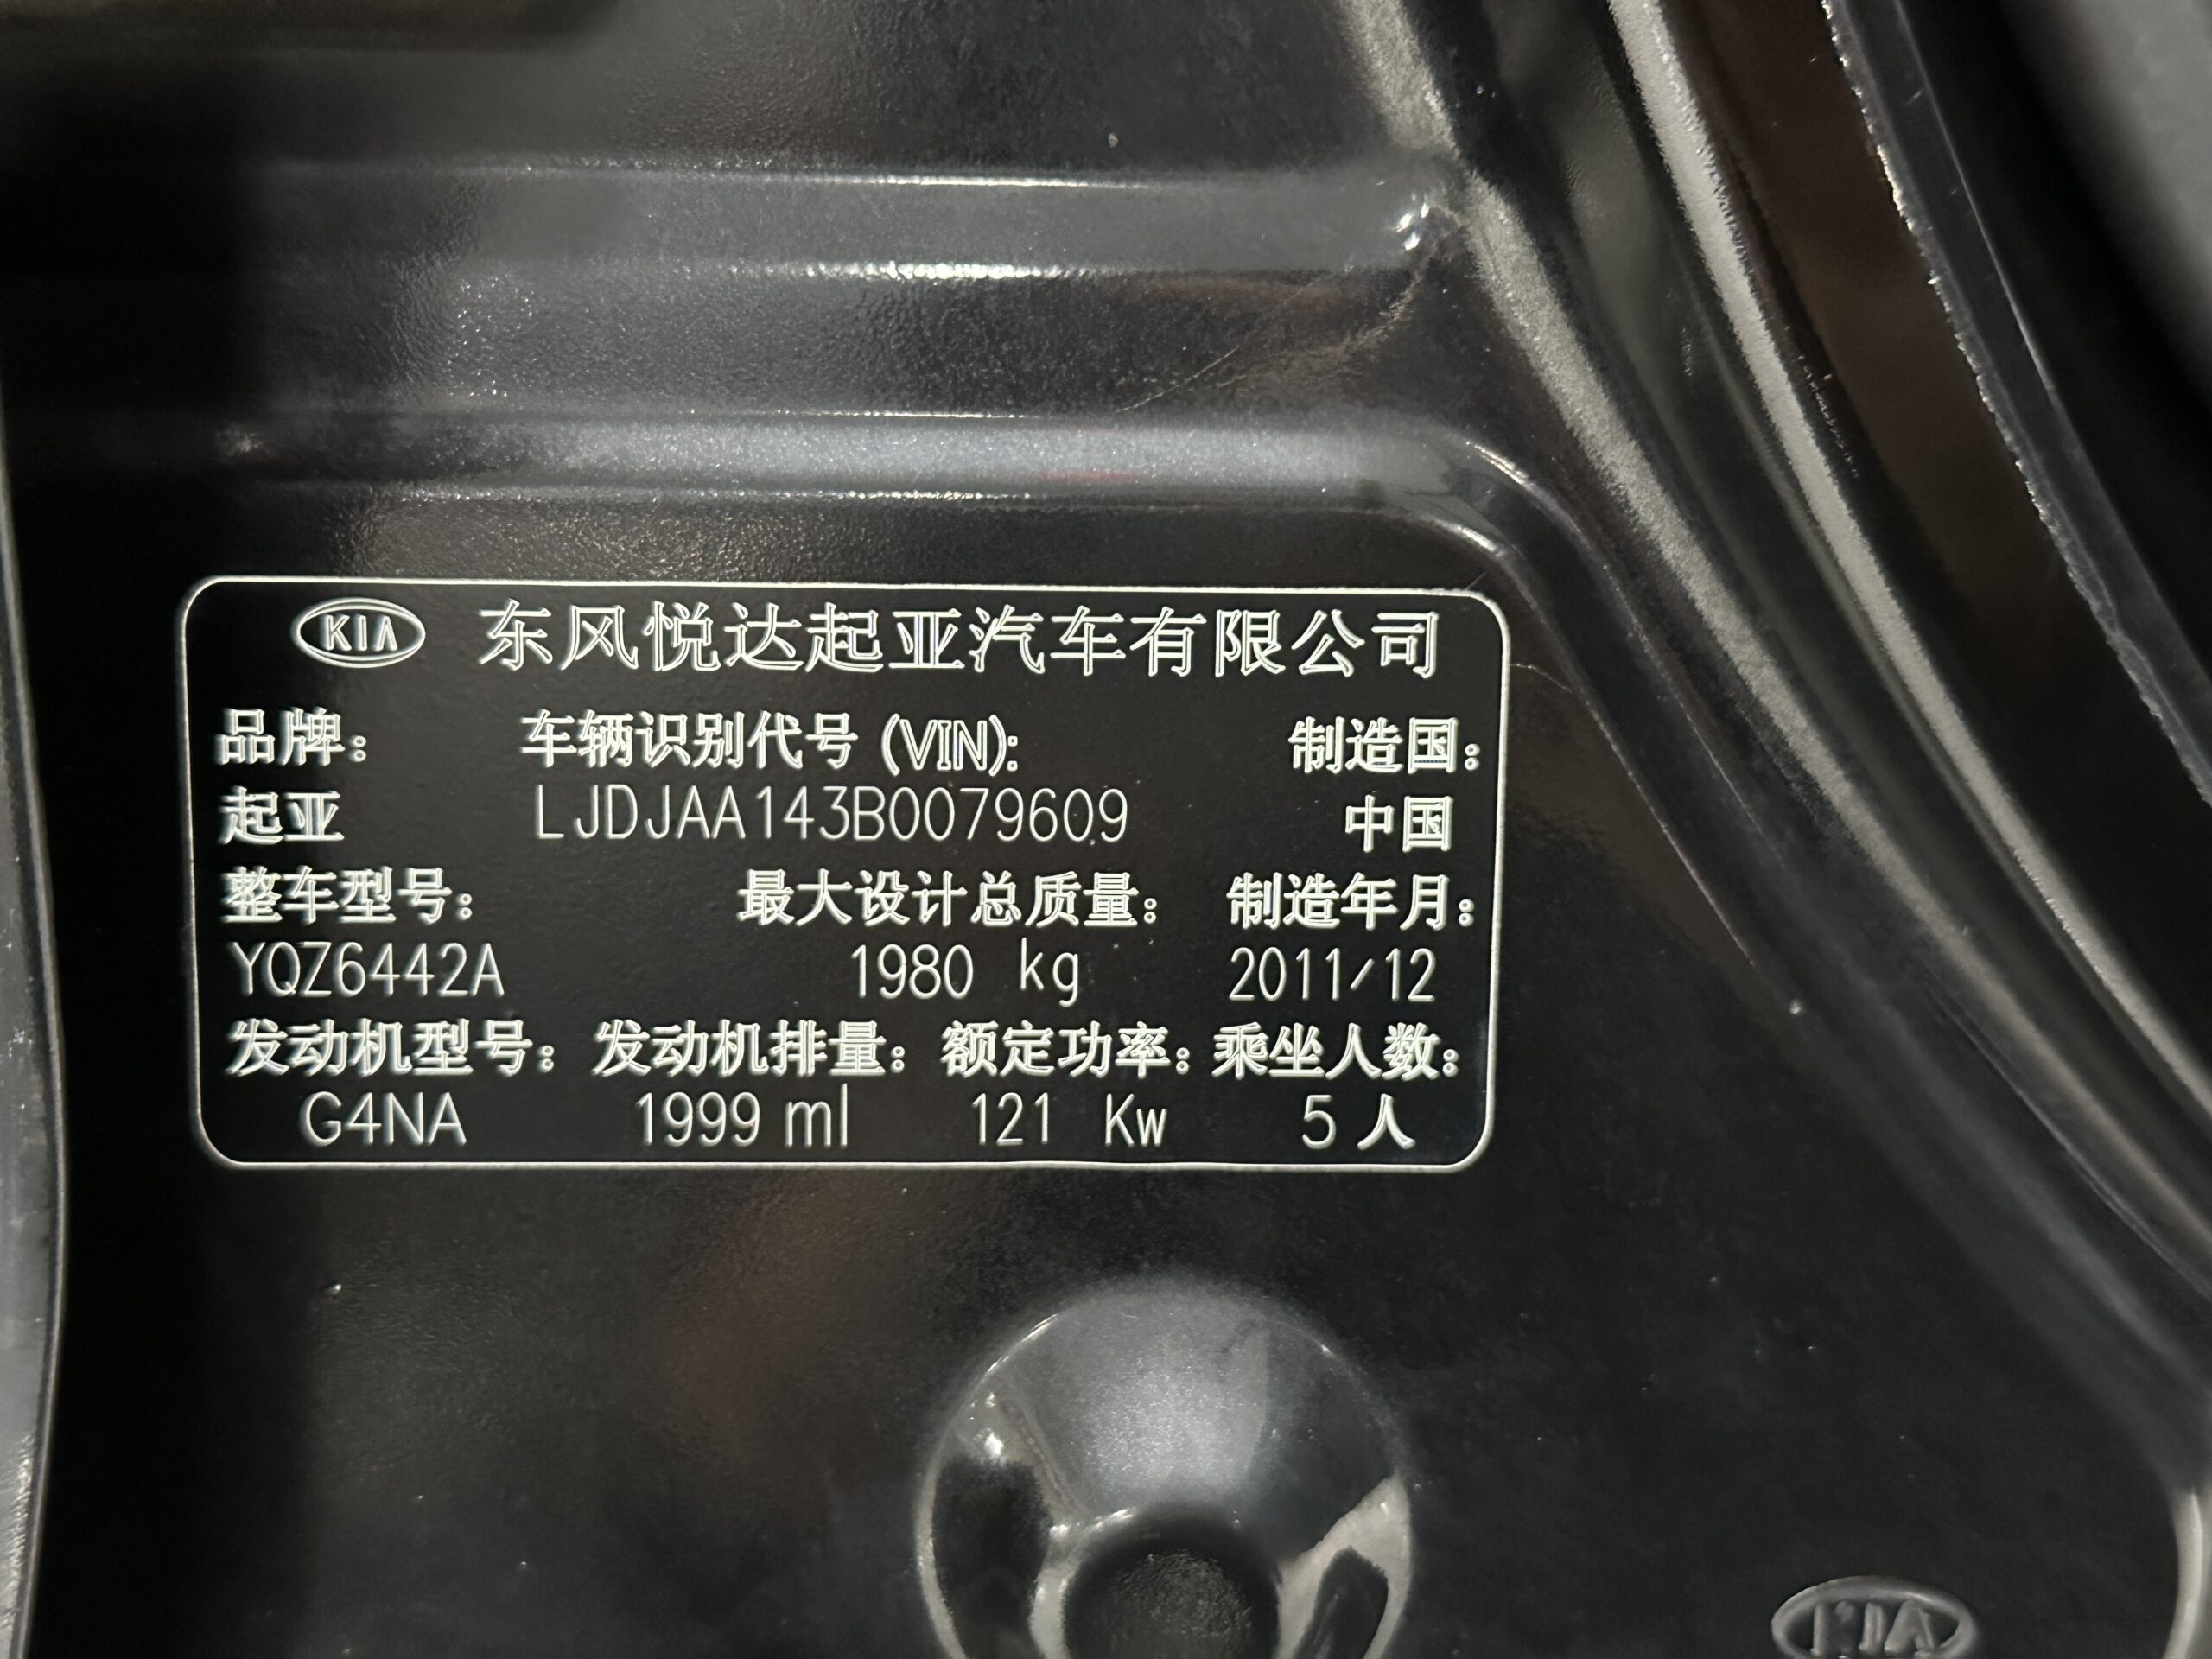 KIA 东风悦达起亚汽车有限公司
品牌： 车辆识别代号 (VIN): 制造国：
起亚 LJDJAA143B0079609 中国
整车型号： 最大设计总质量： 制造年月：
YQZ6442A 1980 kg 2011/12
发动机型号： 发动机排量： 额定功率： 乘坐人数：
G4NA 1999 ml 121 Kw 5 人
KIA